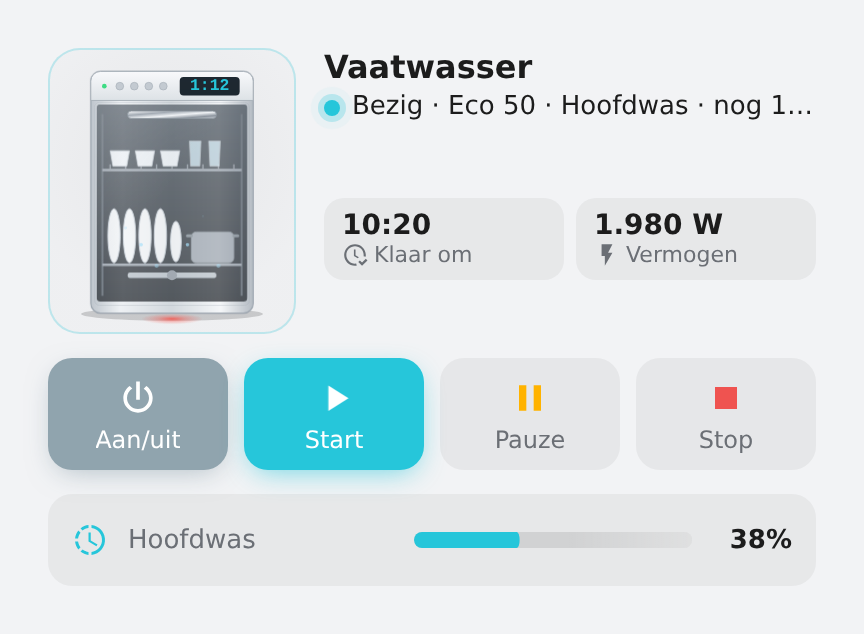 1:12
Vaatwasser
Bezig · Eco 50 · Hoofdwas · nog 1...
10:20
Klaar om
1.980 W
Vermogen
Aan/uit
Start
Pauze
Stop
Hoofdwas
38%